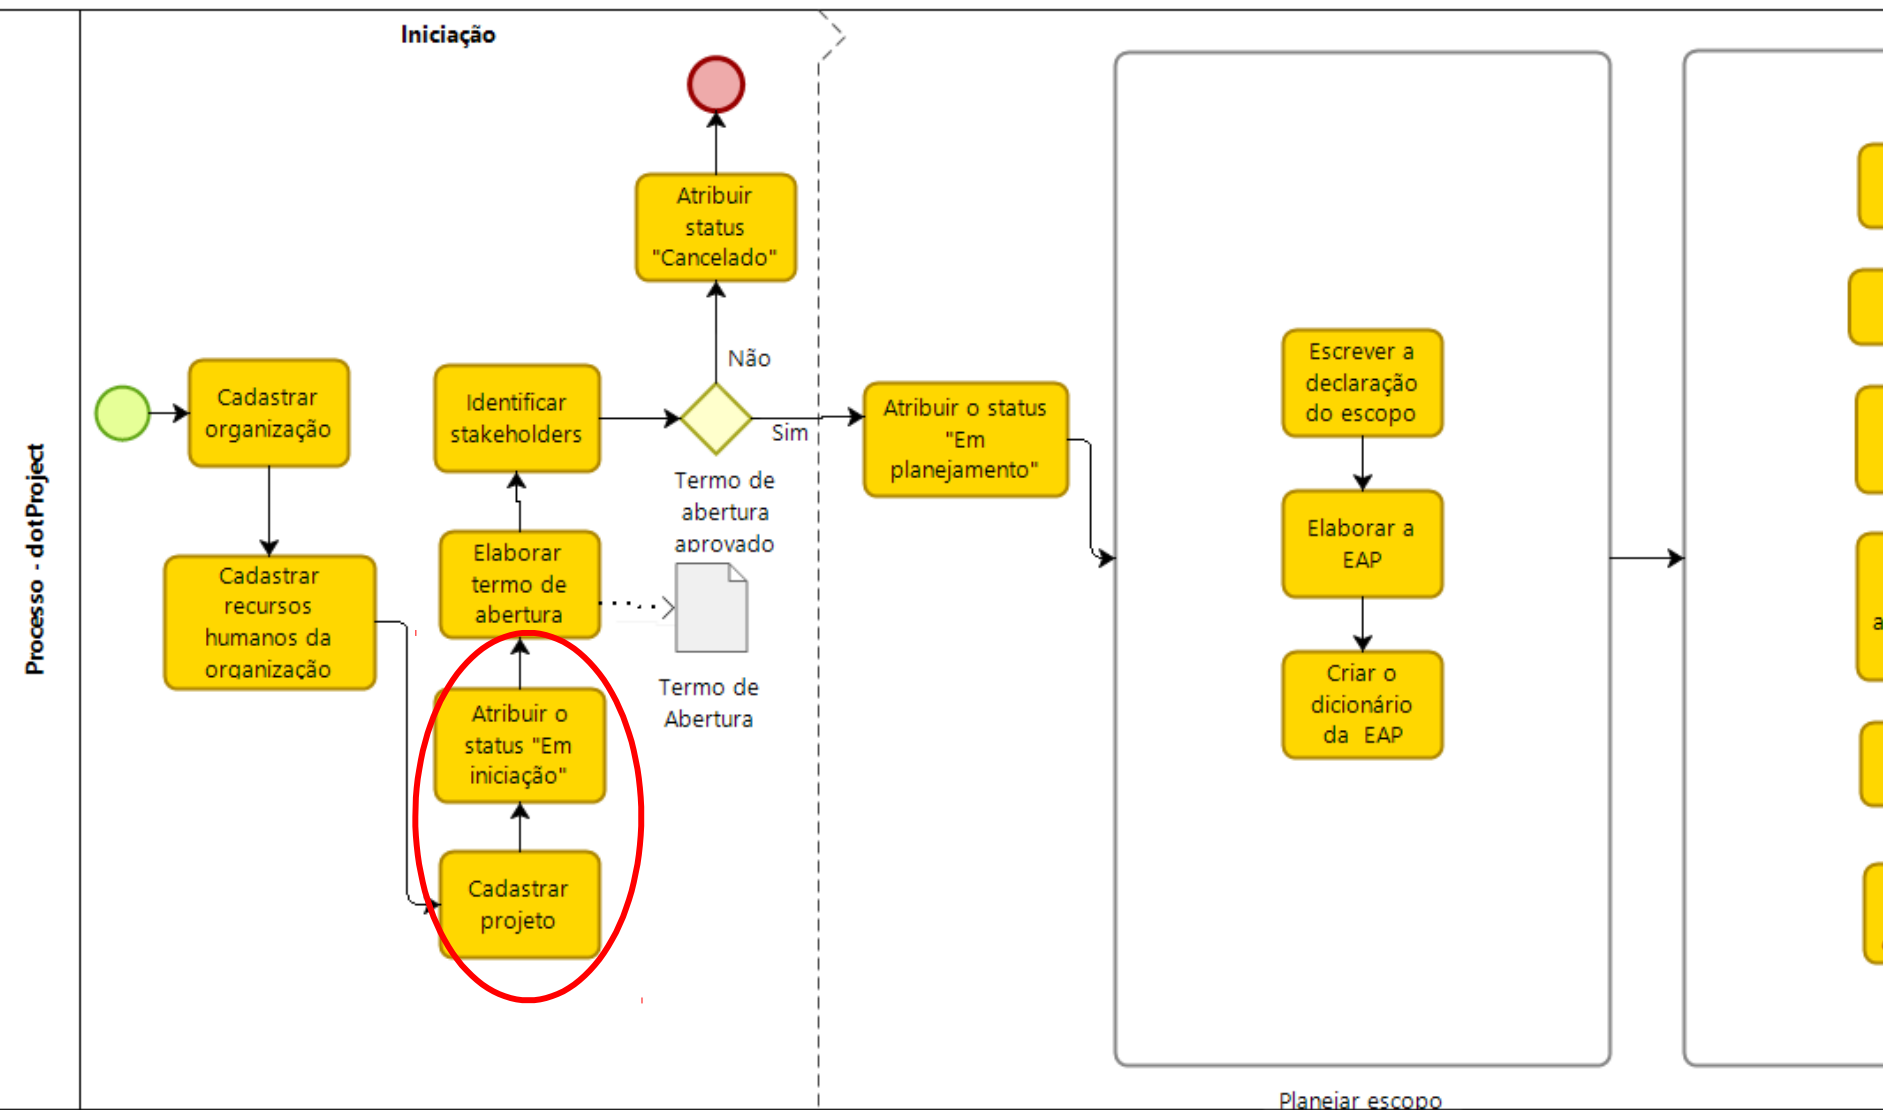 Processo - dotProject
Iniciação
Cadastrar
organização
Cadastrar
recursos
humanos da
organização
Cadastrar
projeto
Atribuir o
status "Em
iniciação"
Elaborar
termo de
abertura
Termo de
Abertura
Identificar
stakeholders
Termo de
abertura
aprovado
Não
Sim
Atribuir
status
"Cancelado"
Atribuir o status
"Em
planejamento"
Escrever a
declaração
do escopo
Elaborar a
EAP
Criar o
dicionário
da EAP
Planejar escopo